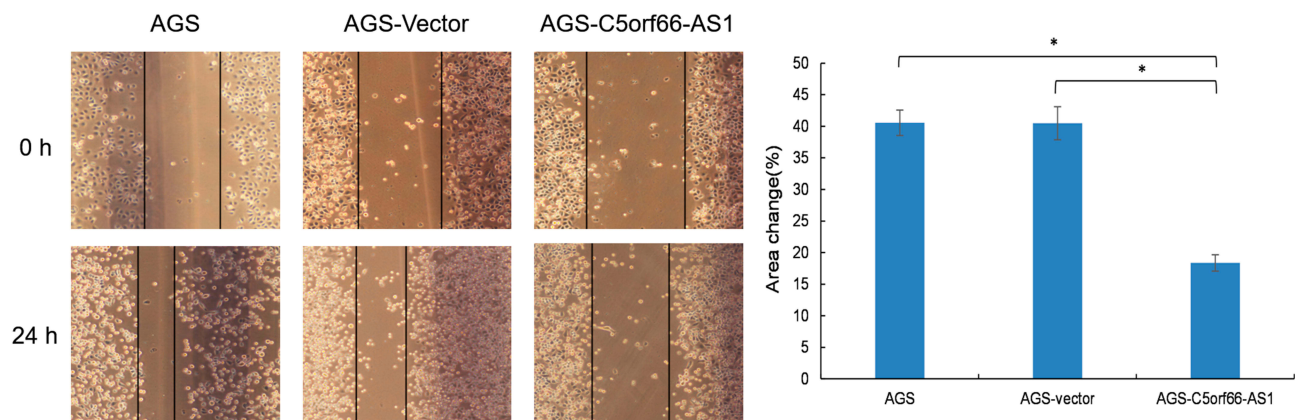 AGS
AGS-Vector
AGS-C5orf66-AS1
0 h
24 h
*
*
Area change(%)
50
45
40
35
30
25
20
15
10
5
0
AGS
AGS-vector
AGS-C5orf66-AS1